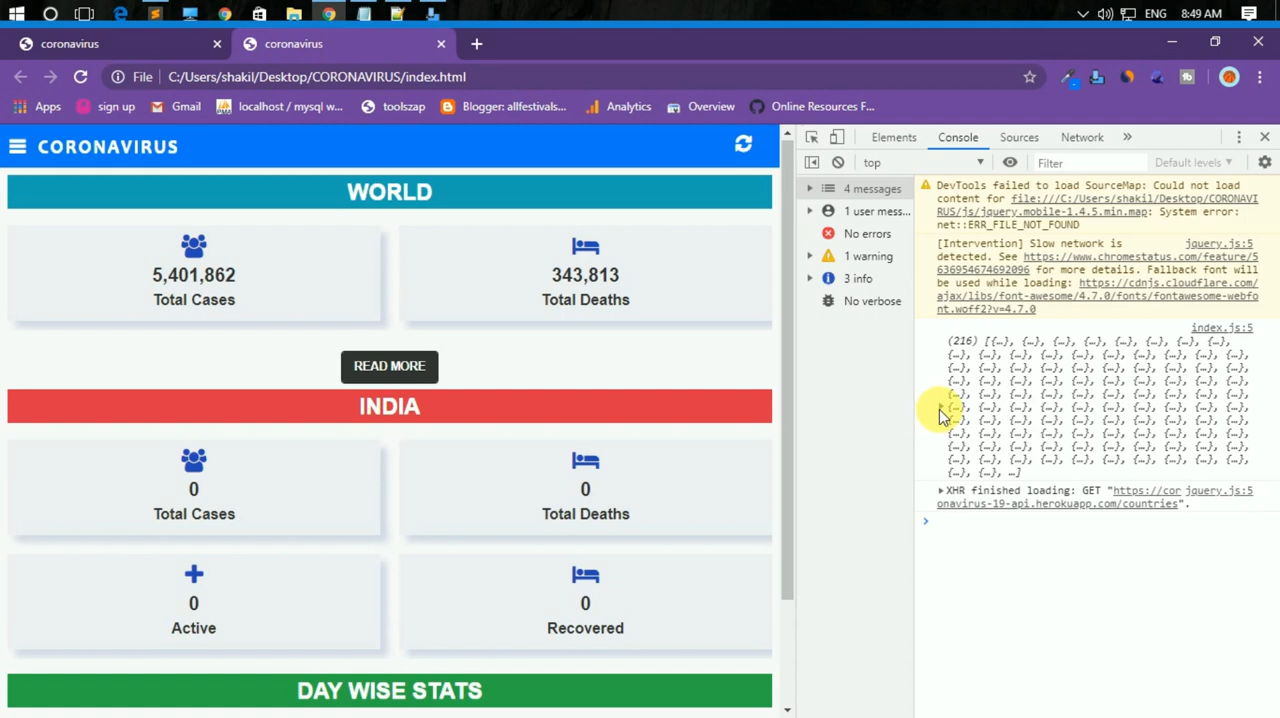 ENG 8:49 AM
coronavirus
coronavirus
File C:/Users/shakil/Desktop/CORONAVIRUS/index.html
Apps sign up Gmail localhost / mysql w... toolszap Blogger: allfestivals... Analytics Overview Online Resources F...
CORONAVIRUS
WORLD
5,401,862
Total Cases
343,813
Total Deaths
READ MORE
INDIA
0
Total Cases
0
Total Deaths
0
Active
0
Recovered
DAY WISE STATS
Elements Console Sources Network »
top Filter Default levels
4 messages
1 user mess...
No errors
1 warning
3 info
No verbose
DevTools failed to load SourceMap: Could not load
content for file:///C:/Users/shakil/Desktop/CORONAVI
RUS/js/jquery.mobile-1.4.5.min.map: System error:
net::ERR_FILE_NOT_FOUND
[Intervention] Slow network is jquery.js:5
detected. See https://www.chromestatus.com/feature/5
636954674692096 for more details. Fallback font will
be used while loading: https://cdnjs.cloudflare.com/
ajax/libs/font-awesome/4.7.0/fonts/fontawesome-webfo
nt.woff2?v=4.7.0
index.js:5
(216) [{…}, {…}, {…}, {…}, {…}, {…}, {…}, {…},
{…}, {…}, {…}, {…}, {…}, {…}, {…}, {…}, {…}, {…},
{…}, {…}, {…}, {…}, {…}, {…}, {…}, {…}, {…}, {…},
{…}, {…}, {…}, {…}, {…}, {…}, {…}, {…}, {…}, {…},
{…}, {…}, {…}, {…}, {…}, {…}, {…}, {…}, {…}, {…},
{…}, {…}, {…}, {…}, {…}, {…}, {…}, {…}, {…}, {…},
{…}, {…}, {…}, {…}, {…}, {…}, {…}, {…}, {…}, {…},
{…}, {…}, {…}, {…}, {…}, {…}, {…}, {…}, {…}, {…},
{…}, {…}, {…}, {…}, {…}, {…}, {…}, {…}, {…}, {…},
{…}, {…}, {…}, {…}, {…}, {…}, {…}, {…}, {…}, {…},
{…}, {…}, …]
XHR finished loading: GET "https://cor jquery.js:5
onavirus-19-api.herokuapp.com/countries".